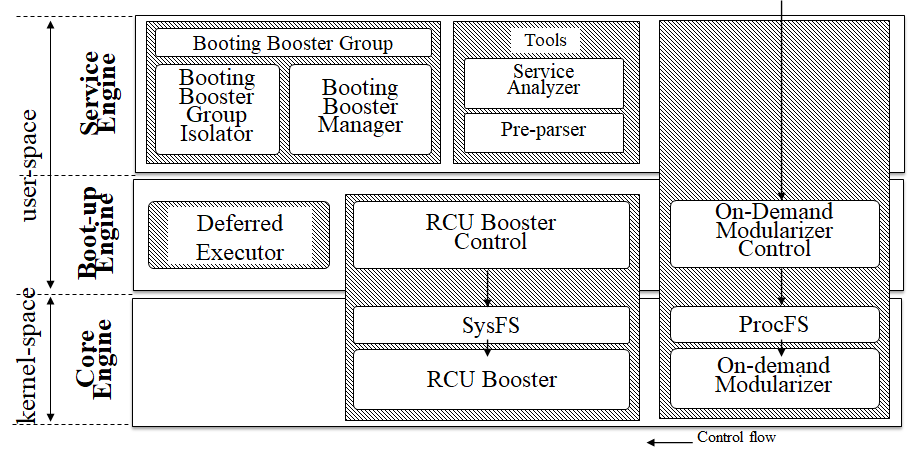 user-space
kernel-space
Service
Engine
Booting Booster Group
Booting
Booster
Group
Isolator
Booting
Booster
Manager
Tools
Service
Analyzer
Pre-parser
Boot-up
Engine
Deferred
Executor
RCU Booster
Control
On-Demand
Modularizer
Control
Core
Engine
SysFS
RCU Booster
ProcFS
On-demand
Modularizer
Control flow